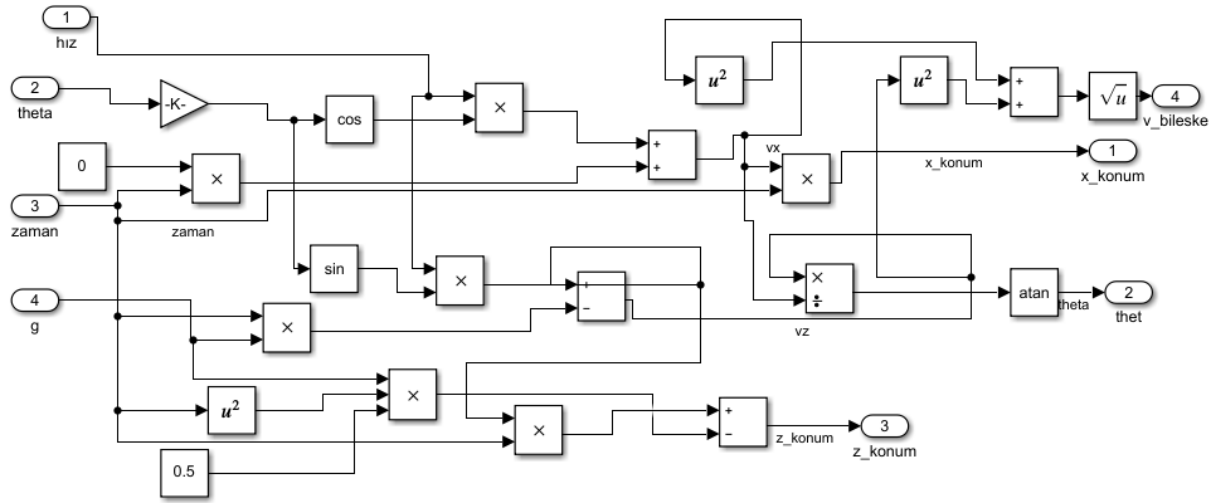 1
hız
u²
u²
+
+
√u
4
v_bileske
2
theta
-K-
cos
×
+
+
vx
×
x_konum
1
x_konum
0
×
3
zaman
zaman
sin
×
+
−
×
÷
atan
theta
2
thet
4
g
×
vz
u²
×
×
+
−
z_konum
3
z_konum
0.5